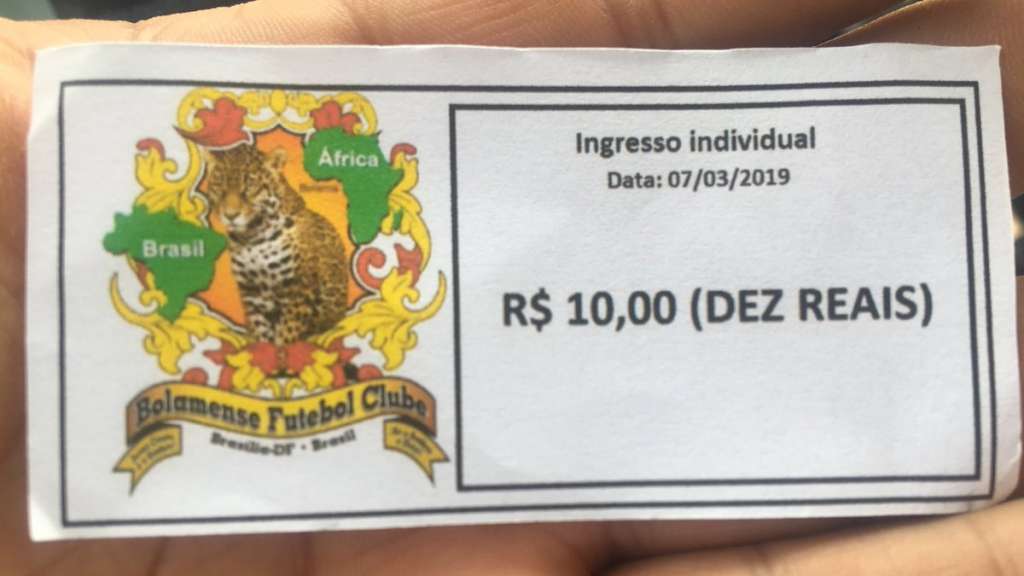 África
Brasil
Bolamense Futebol Clube
Brasília-DF • Brasil
Ingresso individual
Data: 07/03/2019
R$ 10,00 (DEZ REAIS)